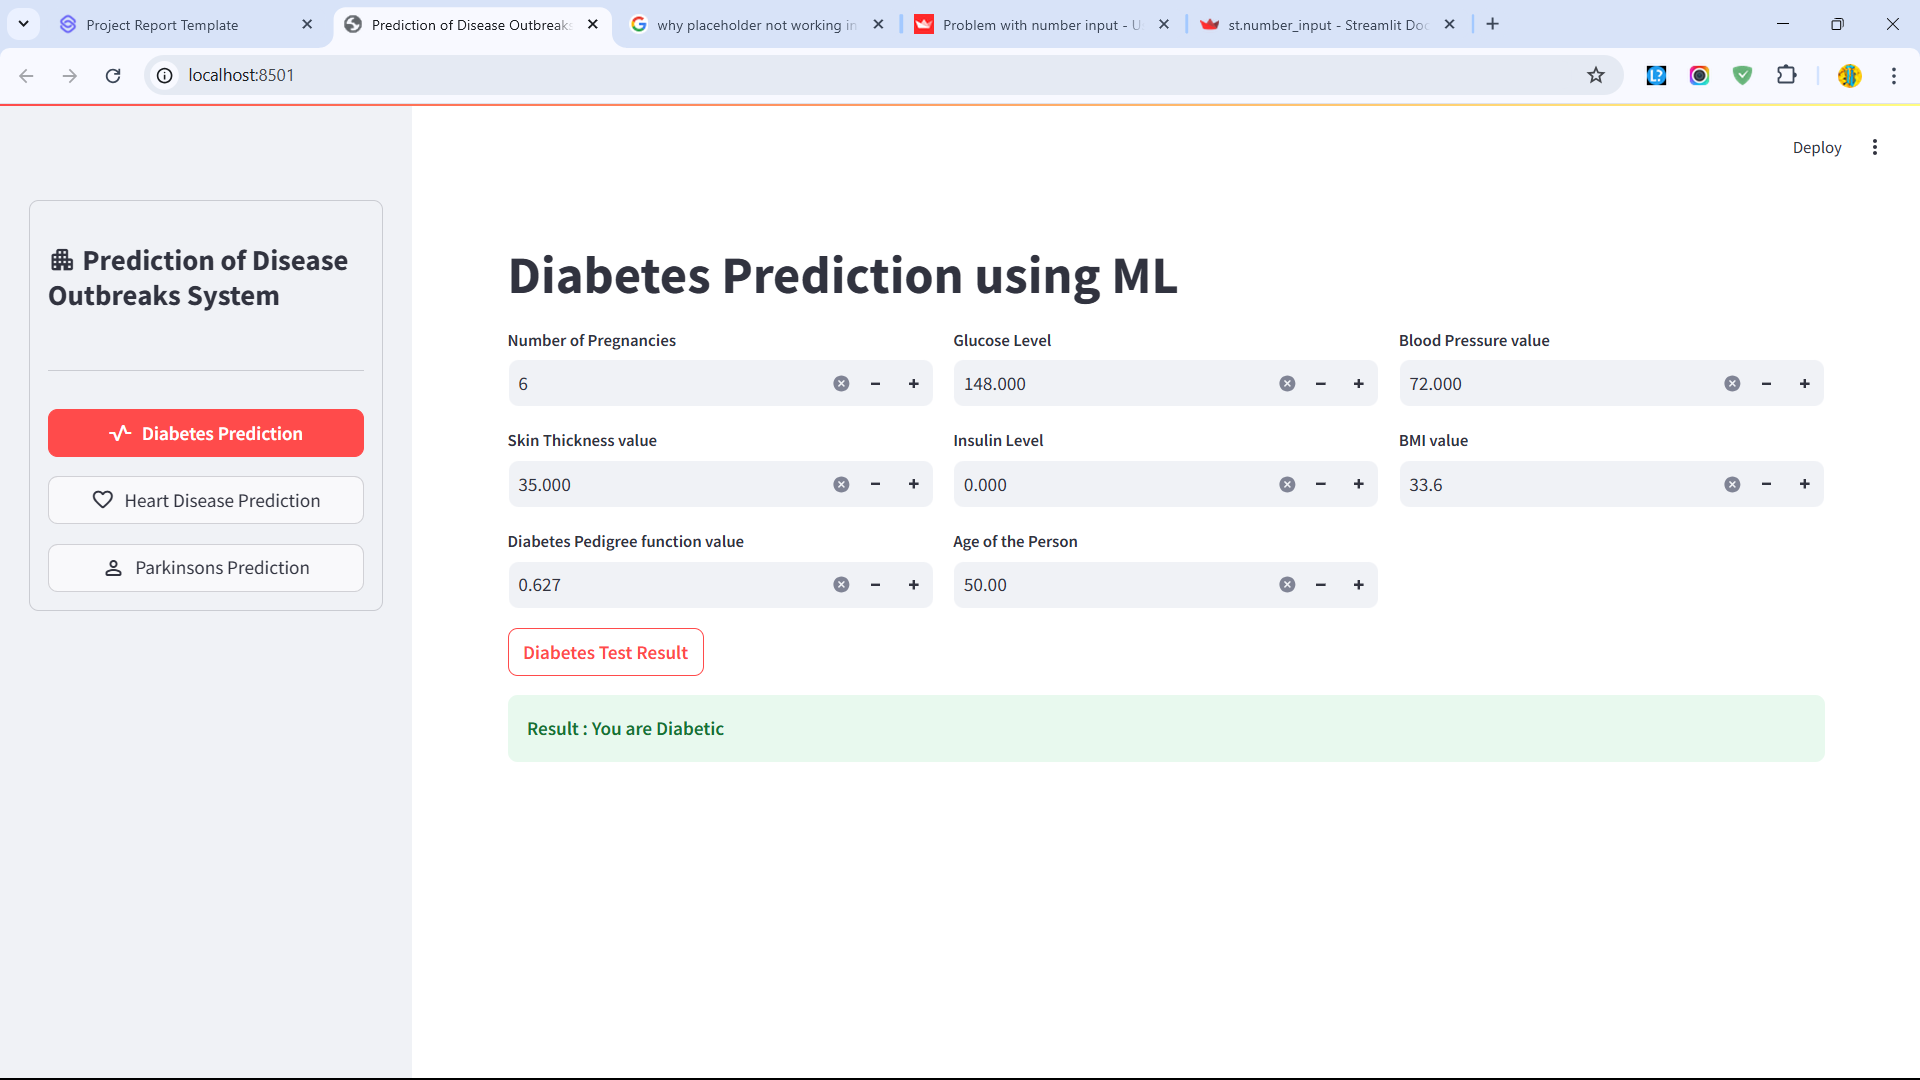 Project Report Template
Prediction of Disease Outbreaks
why placeholder not working in
Problem with number input - U
st.number_input - Streamlit Doc
localhost:8501
Deploy
Prediction of Disease
Outbreaks System
Diabetes Prediction
Heart Disease Prediction
Parkinsons Prediction
Diabetes Prediction using ML
Number of Pregnancies
Glucose Level
Blood Pressure value
6
148.000
72.000
Skin Thickness value
Insulin Level
BMI value
35.000
0.000
33.6
Diabetes Pedigree function value
Age of the Person
0.627
50.00
Diabetes Test Result
Result : You are Diabetic